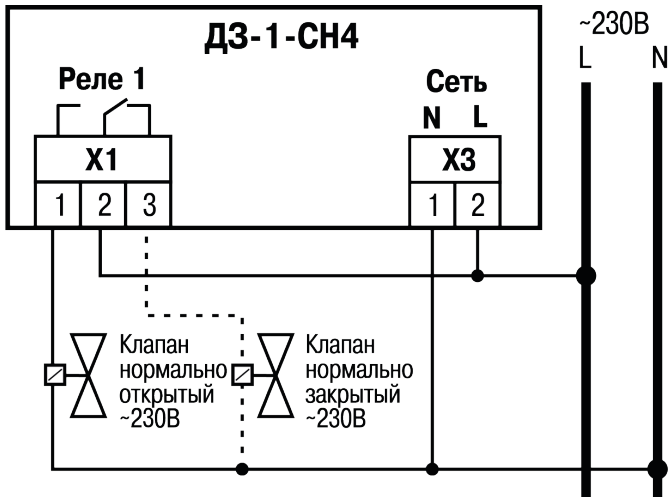 ДЗ-1-СН4
~230В
L N
Реле 1
Сеть
N L
X1
X3
1 2 3
1 2
Клапан
нормально
открытый
~230В
Клапан
нормально
закрытый
~230В